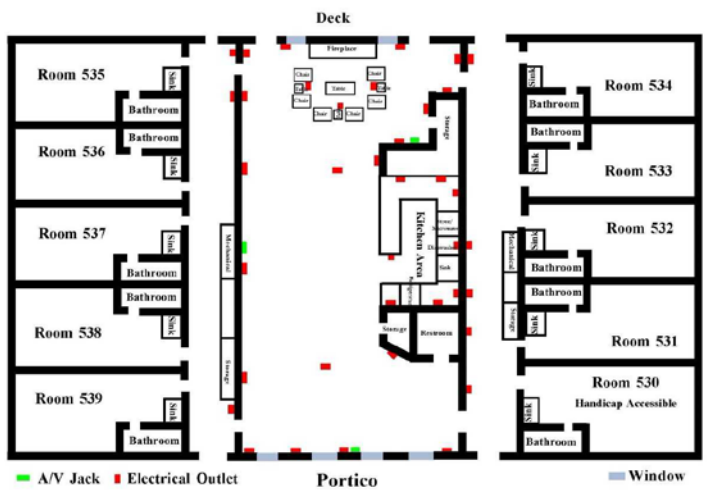 Deck
Fireplace
Chair
Chair
Table
Chair
Chair
Chair
Chair
Room 535
Sink
Bathroom
Bathroom
Room 536
Sink
Room 537
Sink
Bathroom
Bathroom
Room 538
Sink
Room 539
Sink
Bathroom
Mechanical
Storage
Storage
Kitchen Area
Sink
Storage
Restroom
Room 534
Sink
Bathroom
Bathroom
Sink
Room 533
Room 532
Sink
Mechanical
Bathroom
Bathroom
Storage
Sink
Room 531
Room 530
Handicap Accessible
Sink
Bathroom
A/V Jack
Electrical Outlet
Portico
Window